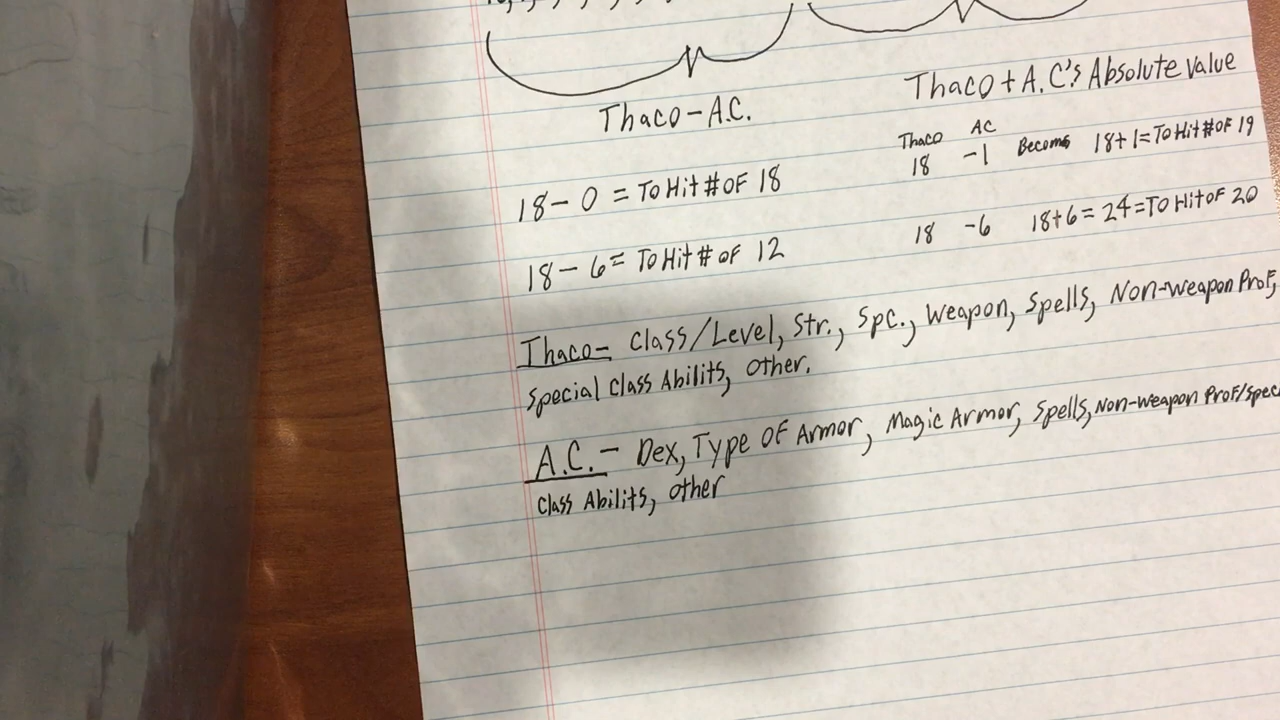 Thaco + A.C.'s Absolute Value
Thaco - A.C.
Thaco AC
18 -1 Becomes 18+1=To Hit # OF 19
18 - 0 = To Hit # OF 18
18 -6 18+6= 24=To Hit OF 20
18 - 6= To Hit # OF 12
Thaco- Class/Level, Str., Spc., Weapon, Spells, Non-weapon Prof,
Special Class Abilits, Other.
A.C. - Dex, Type OF Armor, Magic Armor, Spells, Non-weapon Prof/Spec
Class Abilits, Other